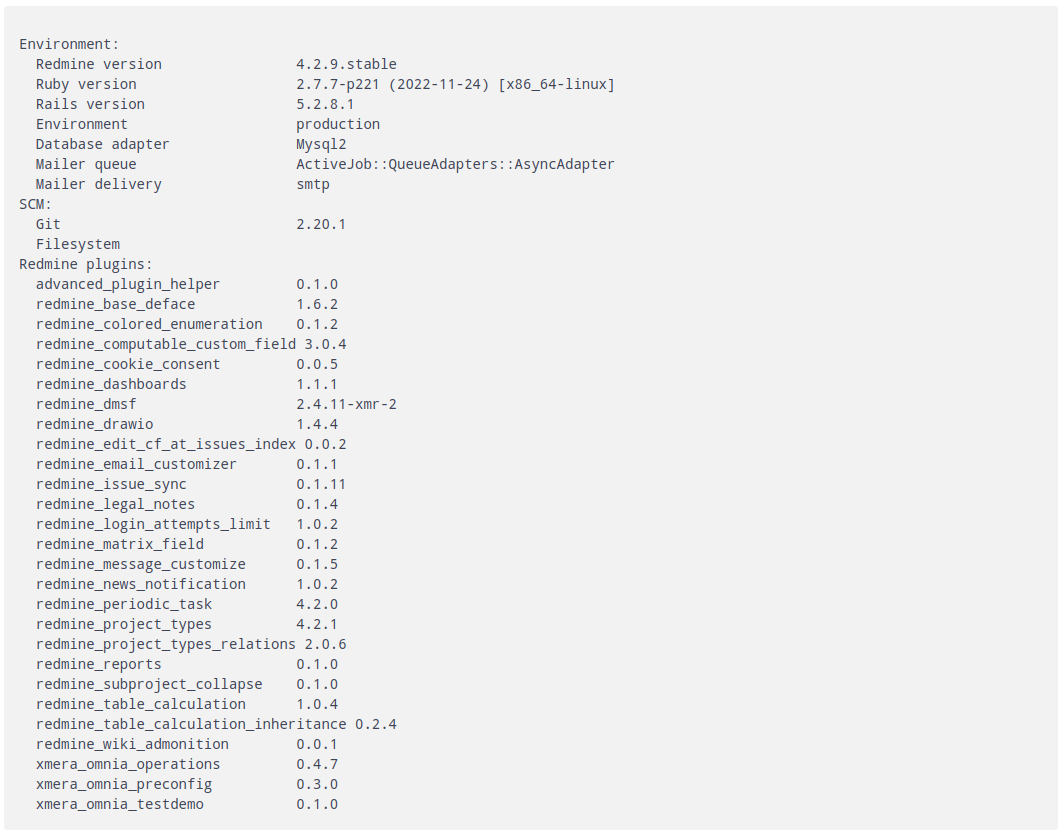 Environment:
  Redmine version                4.2.9.stable
  Ruby version                   2.7.7-p221 (2022-11-24) [x86_64-linux]
  Rails version                  5.2.8.1
  Environment                    production
  Database adapter               Mysql2
  Mailer queue                   ActiveJob::QueueAdapters::AsyncAdapter
  Mailer delivery                smtp
SCM:
  Git                            2.20.1
  Filesystem
Redmine plugins:
  advanced_plugin_helper         0.1.0
  redmine_base_deface            1.6.2
  redmine_colored_enumeration    0.1.2
  redmine_computable_custom_field 3.0.4
  redmine_cookie_consent         0.0.5
  redmine_dashboards             1.1.1
  redmine_dmsf                   2.4.11-xmr-2
  redmine_drawio                 1.4.4
  redmine_edit_cf_at_issues_index 0.0.2
  redmine_email_customizer       0.1.1
  redmine_issue_sync             0.1.11
  redmine_legal_notes            0.1.4
  redmine_login_attempts_limit   1.0.2
  redmine_matrix_field           0.1.2
  redmine_message_customize      0.1.5
  redmine_news_notification      1.0.2
  redmine_periodic_task          4.2.0
  redmine_project_types          4.2.1
  redmine_project_types_relations 2.0.6
  redmine_reports                0.1.0
  redmine_subproject_collapse    0.1.0
  redmine_table_calculation      1.0.4
  redmine_table_calculation_inheritance 0.2.4
  redmine_wiki_admonition        0.0.1
  xmera_omnia_operations         0.4.7
  xmera_omnia_preconfig          0.3.0
  xmera_omnia_testdemo           0.1.0